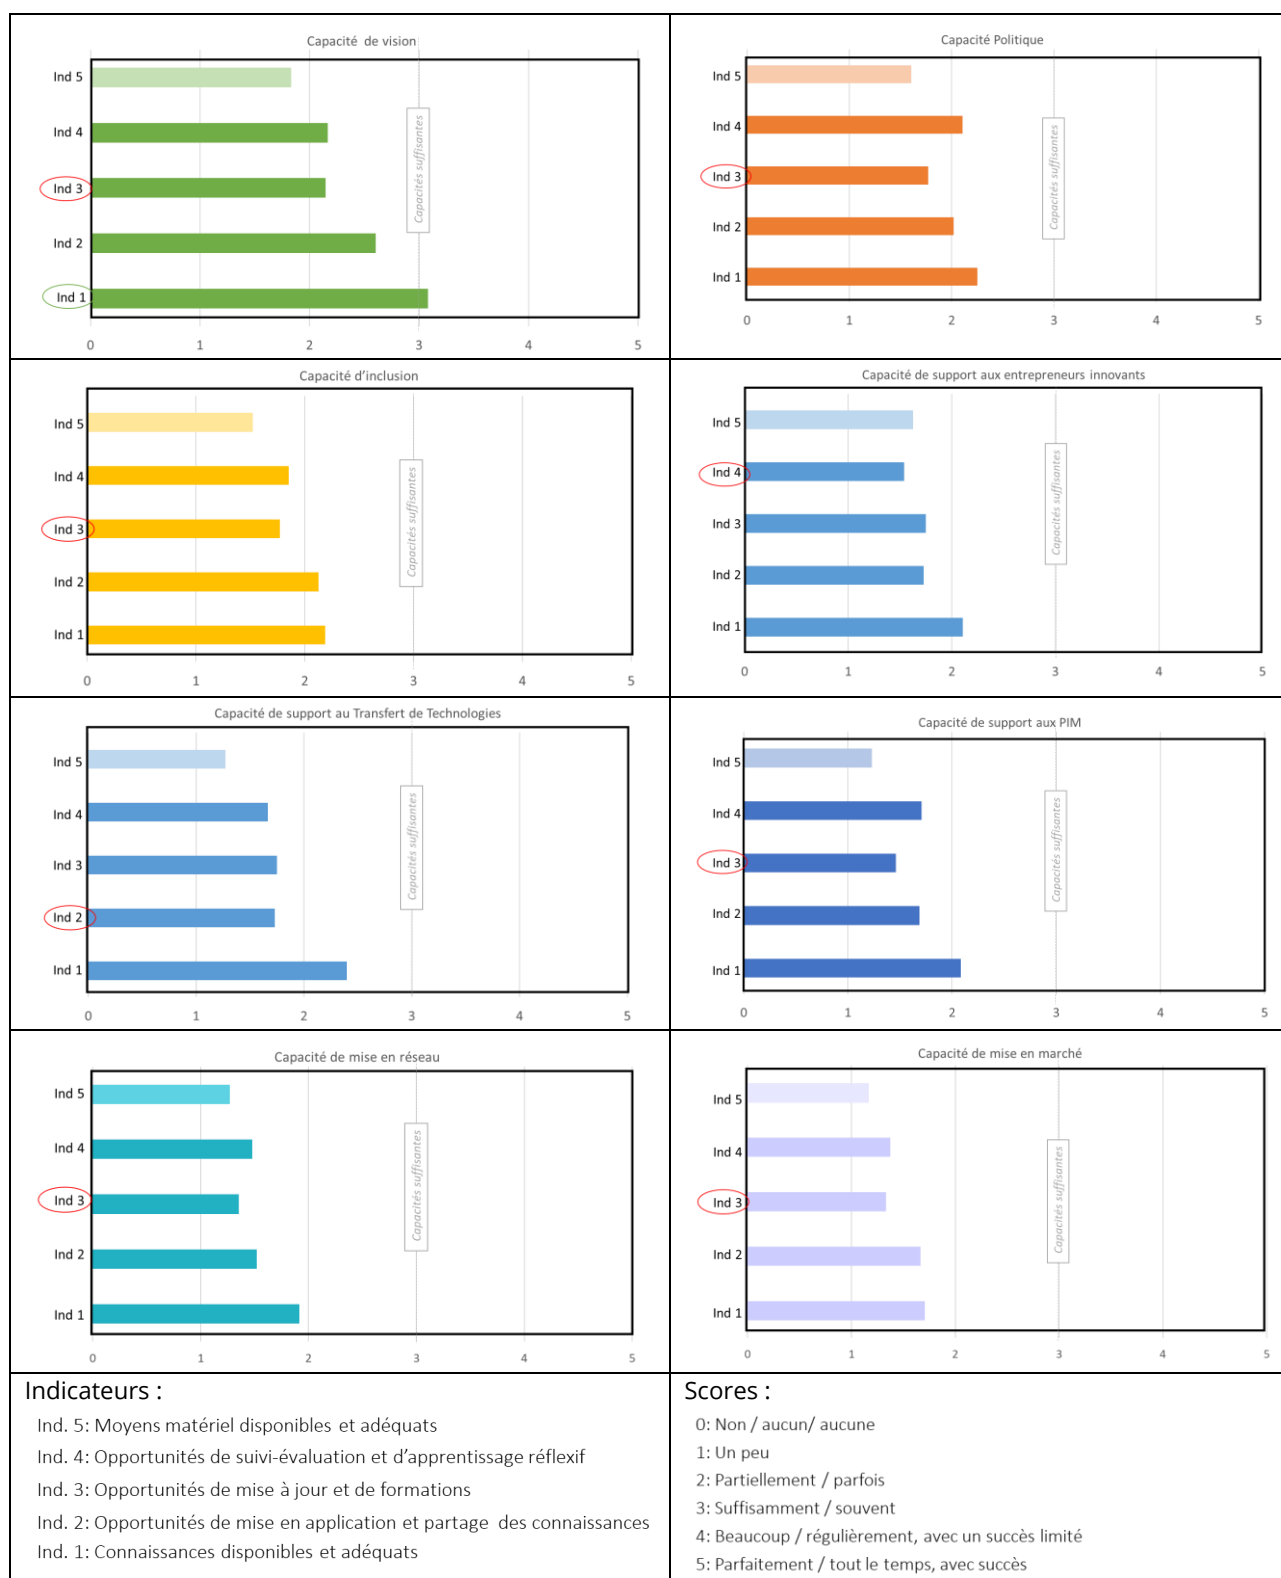 Capacité de vision
Ind 5
Ind 4
Ind 3
Ind 2
Ind 1
Capacités suffisantes
0 1 2 3 4 5
Capacité Politique
Ind 5
Ind 4
Ind 3
Ind 2
Ind 1
Capacités suffisantes
0 1 2 3 4 5
Capacité d'inclusion
Ind 5
Ind 4
Ind 3
Ind 2
Ind 1
Capacités suffisantes
0 1 2 3 4 5
Capacité de support aux entrepreneurs innovants
Ind 5
Ind 4
Ind 3
Ind 2
Ind 1
Capacités suffisantes
0 1 2 3 4 5
Capacité de support au Transfert de Technologies
Ind 5
Ind 4
Ind 3
Ind 2
Ind 1
Capacités suffisantes
0 1 2 3 4 5
Capacité de support aux PIM
Ind 5
Ind 4
Ind 3
Ind 2
Ind 1
Capacités suffisantes
0 1 2 3 4 5
Capacité de mise en réseau
Ind 5
Ind 4
Ind 3
Ind 2
Ind 1
Capacités suffisantes
0 1 2 3 4 5
Capacité de mise en marché
Ind 5
Ind 4
Ind 3
Ind 2
Ind 1
Capacités suffisantes
0 1 2 3 4 5
Indicateurs :
Ind. 5: Moyens matériel disponibles et adéquats
Ind. 4: Opportunités de suivi-évaluation et d'apprentissage réflexif
Ind. 3: Opportunités de mise à jour et de formations
Ind. 2: Opportunités de mise en application et partage des connaissances
Ind. 1: Connaissances disponibles et adéquats
Scores :
0: Non / aucun/ aucune
1: Un peu
2: Partiellement / parfois
3: Suffisamment / souvent
4: Beaucoup / régulièrement, avec un succès limité
5: Parfaitement / tout le temps, avec succès